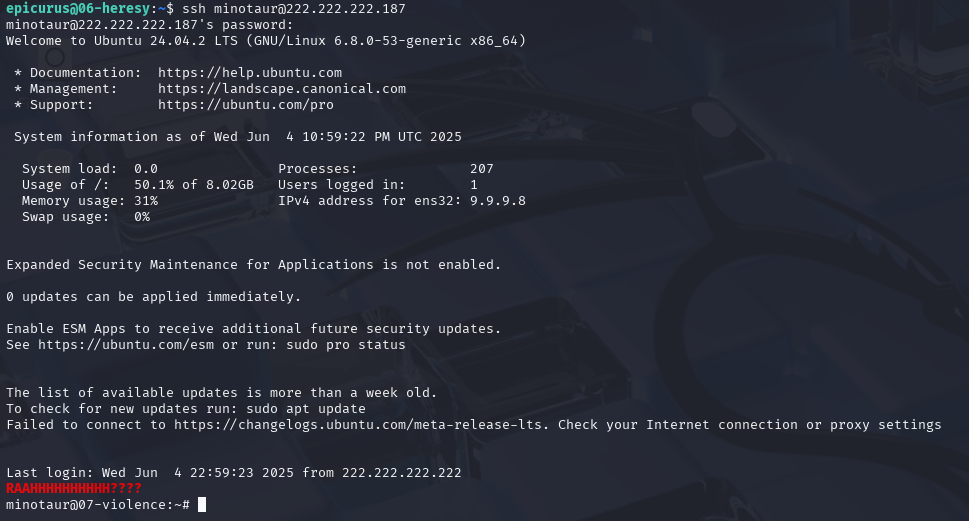 epicurus@06-heresy:~$ ssh minotaur@222.222.222.187
minotaur@222.222.222.187's password:
Welcome to Ubuntu 24.04.2 LTS (GNU/Linux 6.8.0-53-generic x86_64)

 * Documentation:  https://help.ubuntu.com
 * Management:     https://landscape.canonical.com
 * Support:        https://ubuntu.com/pro

 System information as of Wed Jun  4 10:59:22 PM UTC 2025

  System load:  0.0               Processes:              207
  Usage of /:   50.1% of 8.02GB   Users logged in:        1
  Memory usage: 31%               IPv4 address for ens32: 9.9.9.8
  Swap usage:   0%

Expanded Security Maintenance for Applications is not enabled.

0 updates can be applied immediately.

Enable ESM Apps to receive additional future security updates.
See https://ubuntu.com/esm or run: sudo pro status

The list of available updates is more than a week old.
To check for new updates run: sudo apt update
Failed to connect to https://changelogs.ubuntu.com/meta-release-lts. Check your Internet connection or proxy settings

Last login: Wed Jun  4 22:59:23 2025 from 222.222.222.222
RAAHHHHHHHHHH????
minotaur@07-violence:~#